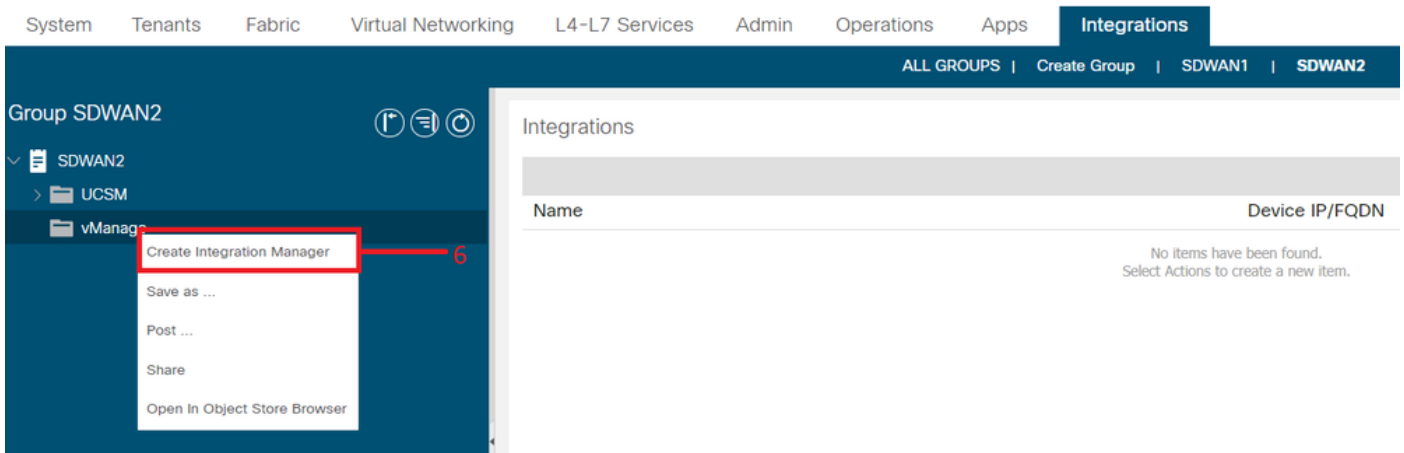 System Tenants Fabric Virtual Networking L4-L7 Services Admin Operations Apps Integrations
ALL GROUPS | Create Group | SDWAN1 | SDWAN2
Group SDWAN2
SDWAN2
UCSM
vManage
Create Integration Manager
6
Save as ...
Post ...
Share
Open In Object Store Browser
Integrations
Name Device IP/FQDN
No items have been found.
Select Actions to create a new item.